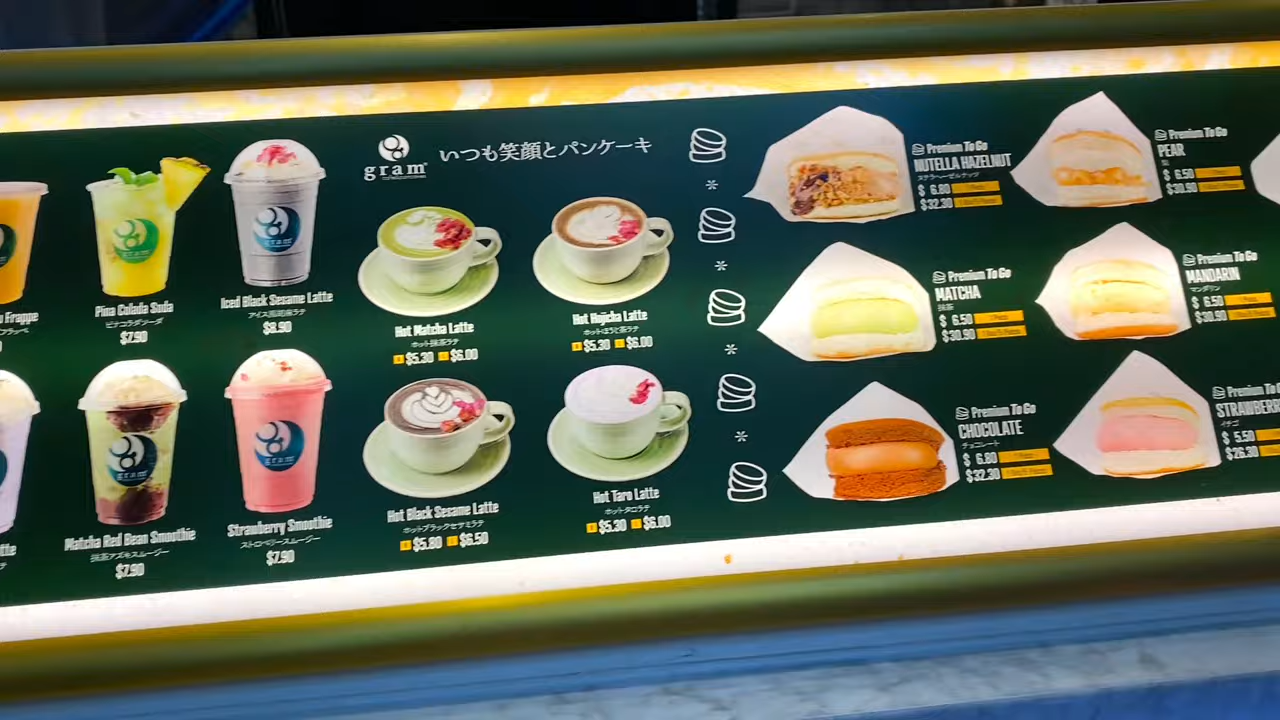 gram
いつも笑顔とパンケーキ
Frappe
Pina Colada Soda
ピナコラダソーダ
$7.90
Iced Black Sesame Latte
アイス黒胡麻ラテ
$8.90
Hot Matcha Latte
ホット抹茶ラテ
$5.30 $6.00
Hot Hojicha Latte
ホットほうじ茶ラテ
$5.30 $6.00
Matcha Red Bean Smoothie
抹茶アズキスムージー
$7.90
Strawberry Smoothie
ストロベリースムージー
$7.90
Hot Black Sesame Latte
ホットブラックセサミラテ
$5.80 $6.50
Hot Taro Latte
ホットタロラテ
$5.30 $6.00
Premium To Go
NUTELLA HAZELNUT
ヌテラヘーゼルナッツ
$ 6.80
$32.30
Premium To Go
PEAR
$ 6.50
$30.90
Premium To Go
MATCHA
抹茶
$ 6.50
$30.90
Premium To Go
MANDARIN
マンダリン
$ 6.50
$30.90
Premium To Go
CHOCOLATE
チョコレート
$ 6.80
$32.30
Premium To
STRAWBERR
イチゴ
$ 5.50
$26.30